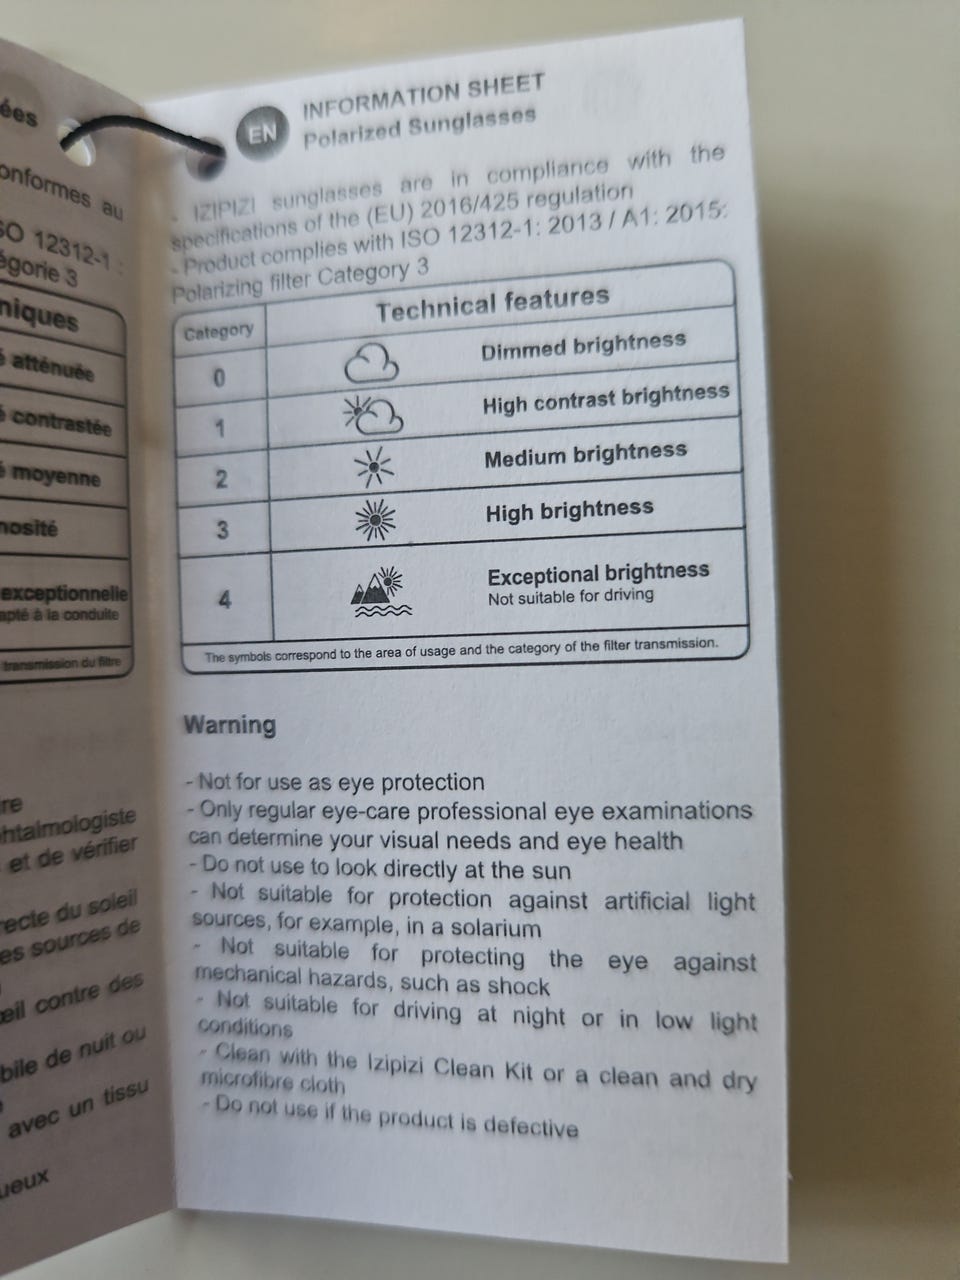 ées
onformes au
SO 12312-1 :
égorie 3
niques
é atténuée
é contrastée
é moyenne
nosité
exceptionnelle
apté à la conduite
transmission du filtre
re
htalmologiste
et de vérifier
recte du soleil
es sources de
œil contre des
bile de nuit ou
avec un tissu
ueux
EN
INFORMATION SHEET
Polarized Sunglasses
- IZIPIZI sunglasses are in compliance with the
specifications of the (EU) 2016/425 regulation
- Product complies with ISO 12312-1: 2013 / A1: 2015:
Polarizing filter Category 3
Category Technical features
0 Dimmed brightness
1 High contrast brightness
2 Medium brightness
3 High brightness
4 Exceptional brightness
Not suitable for driving
The symbols correspond to the area of usage and the category of the filter transmission.
Warning
- Not for use as eye protection
- Only regular eye-care professional eye examinations
can determine your visual needs and eye health
- Do not use to look directly at the sun
- Not suitable for protection against artificial light
sources, for example, in a solarium
- Not suitable for protecting the eye against
mechanical hazards, such as shock
- Not suitable for driving at night or in low light
conditions
- Clean with the Izipizi Clean Kit or a clean and dry
microfibre cloth
- Do not use if the product is defective